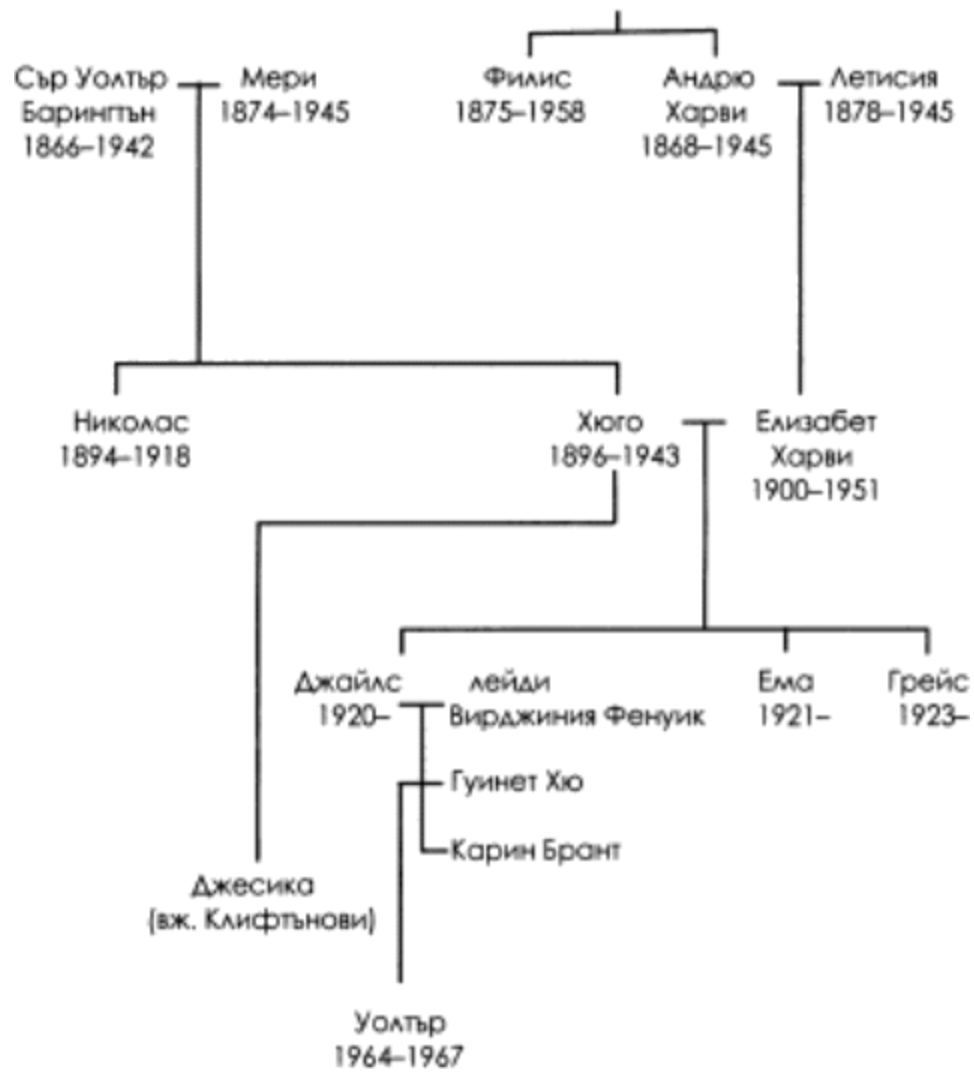 Сър Уолтър
Барингтън
1866–1942
Мери
1874–1945
Филис
1875–1958
Андрю
Харви
1868–1945
Летисия
1878–1945
Николас
1894–1918
Хюго
1896–1943
Елизабет
Харви
1900–1951
Джайлс
1920–
лейди
Вирджиния Фенуик
Ема
1921–
Грейс
1923–
Гуинет Хю
Карин Брант
Джесика
(вж. Клифтънови)
Уолтър
1964–1967